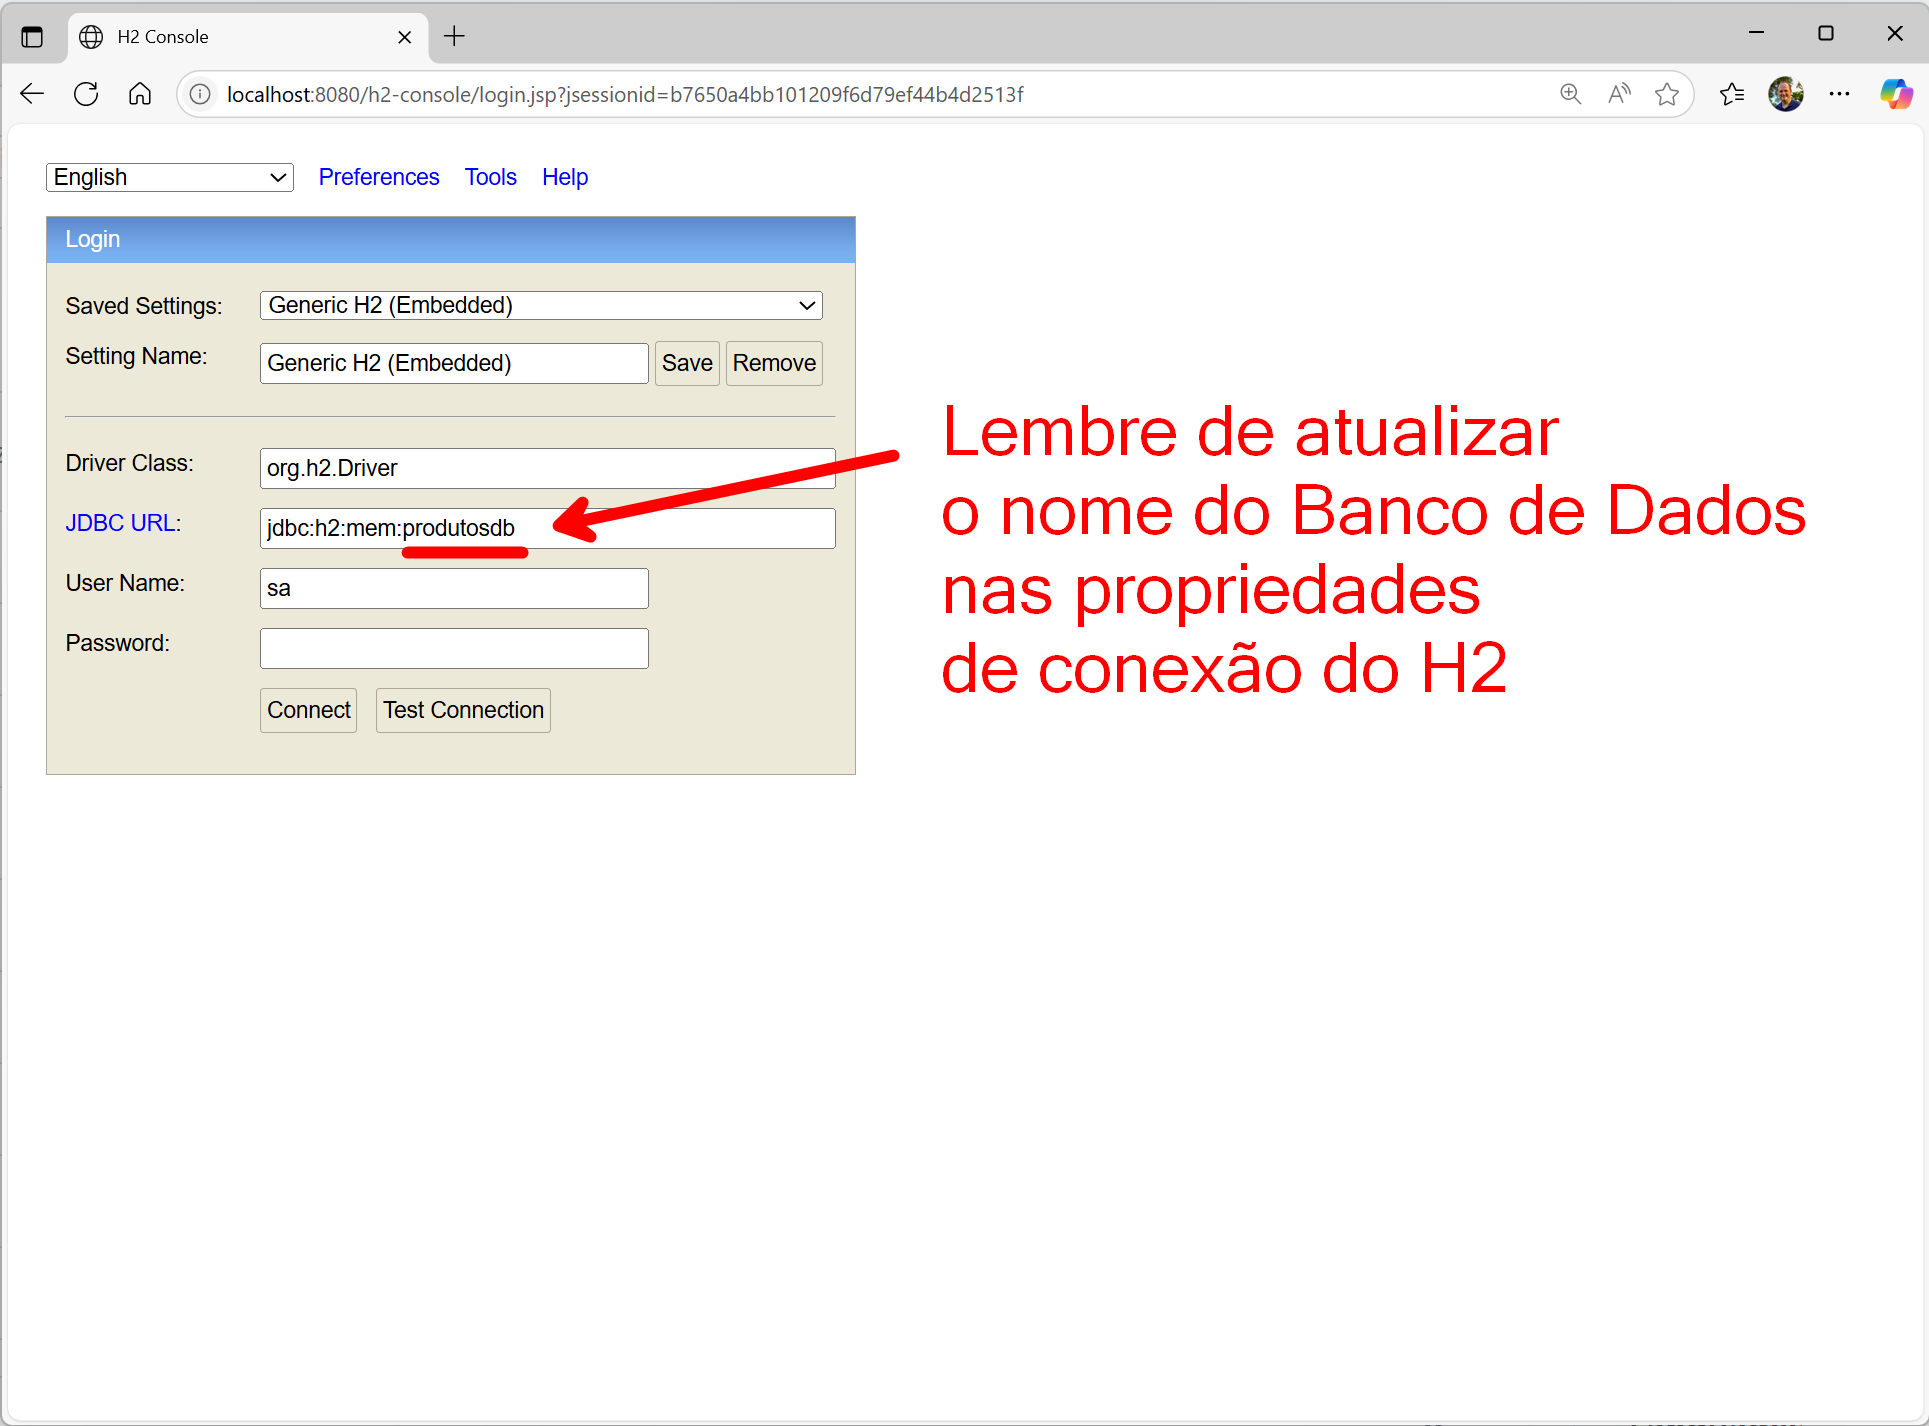 H2 Console
localhost:8080/h2-console/login.jsp?jsessionid=b7650a4bb101209f6d79ef44b4d2513f
English
Preferences
Tools
Help
Login
Saved Settings:
Generic H2 (Embedded)
Setting Name:
Generic H2 (Embedded)
Save
Remove
Driver Class:
org.h2.Driver
JDBC URL:
jdbc:h2:mem:produtosdb
User Name:
sa
Password:
Connect
Test Connection
Lembre de atualizar
o nome do Banco de Dados
nas propriedades
de conexão do H2